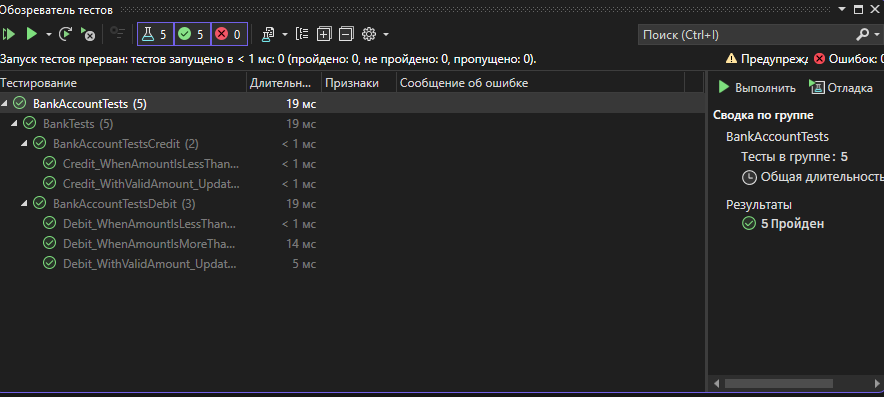 Обозреватель тестов
5 5 0
Поиск (Ctrl+I)
Запуск тестов прерван: тестов запущено в < 1 мс: 0 (пройдено: 0, не пройдено: 0, пропущено: 0).
Предупрежд Ошибок: 0
Тестирование Длительн... Признаки Сообщение об ошибке
BankAccountTests (5) 19 мс
BankTests (5) 19 мс
BankAccountTestsCredit (2) < 1 мс
Credit_WhenAmountIsLessThan... < 1 мс
Credit_WithValidAmount_Updat... < 1 мс
BankAccountTestsDebit (3) 19 мс
Debit_WhenAmountIsLessThan... < 1 мс
Debit_WhenAmountIsMoreTha... 14 мс
Debit_WithValidAmount_Updat... 5 мс
Выполнить Отладка
Сводка по группе
BankAccountTests
Тесты в группе: 5
Общая длительность
Результаты
5 Пройден